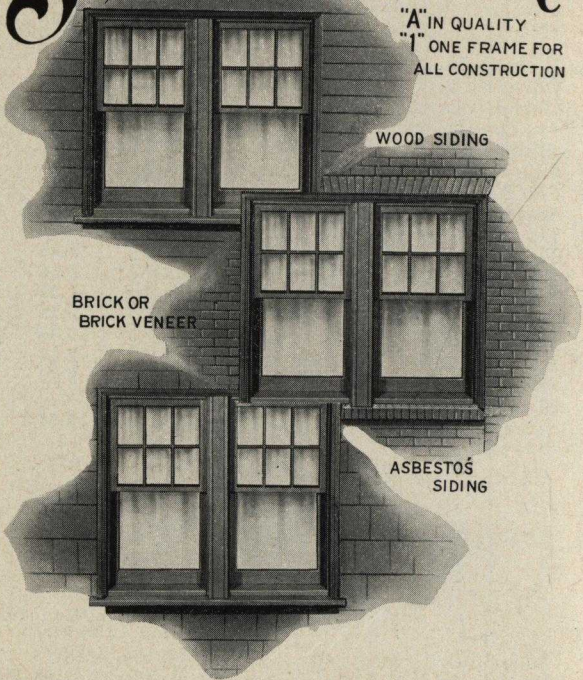 "A" IN QUALITY
"1" ONE FRAME FOR
ALL CONSTRUCTION
WOOD SIDING
BRICK OR
BRICK VENEER
ASBESTOS
SIDING